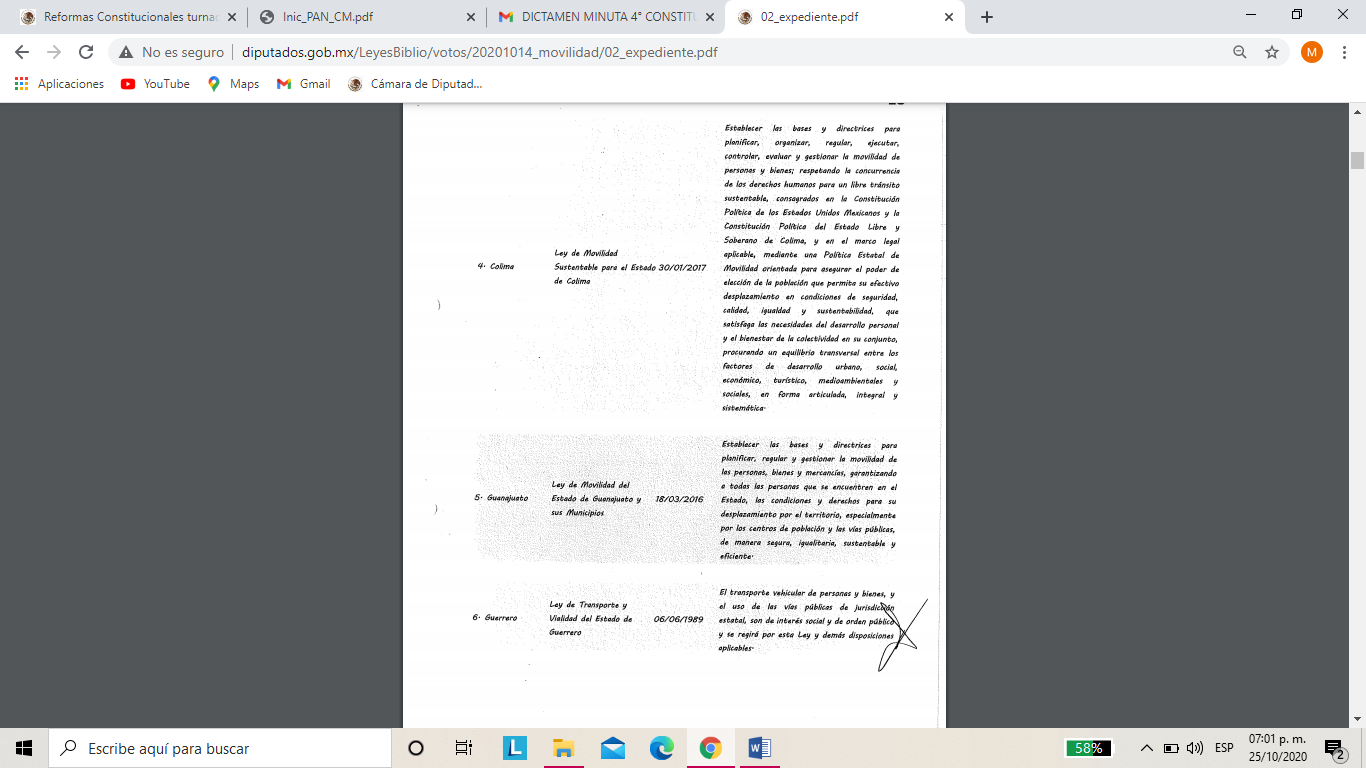 Reformas Constitucionales turnac
Inic_PAN_CM.pdf
DICTAMEN MINUTA 4° CONSTITU
02_expediente.pdf
No es seguro
diputados.gob.mx/LeyesBiblio/votos/20201014_movilidad/02_expediente.pdf
M
Aplicaciones
YouTube
Maps
Gmail
Cámara de Diputad...
4. Colima
Ley de Movilidad
Sustentable para el Estado 30/01/2017
de Colima
Establecer las bases y directrices para
planificar, organizar, regular, ejecutar,
controlar, evaluar y gestionar la movilidad de
personas y bienes; respetando la concurrencia
de los derechos humanos para un libre tránsito
sustentable, consagrados en la Constitución
Política de los Estados Unidos Mexicanos y la
Constitución Política del Estado Libre y
Soberano de Colima, y en el marco legal
aplicable, mediante una Política Estatal de
Movilidad orientada para asegurar el poder de
elección de la población que permita su efectivo
desplazamiento en condiciones de seguridad,
calidad, igualdad y sustentabilidad, que
satisfaga las necesidades del desarrollo personal
y el bienestar de la colectividad en su conjunto,
procurando un equilibrio transversal entre los
factores de desarrollo urbano, social,
económico, turístico, medioambientales y
sociales, en forma articulada, integral y
sistemática.
5. Guanajuato
Ley de Movilidad del
Estado de Guanajuato y 18/03/2016
sus Municipios
Establecer las bases y directrices para
planificar, regular y gestionar la movilidad de
las personas, bienes y mercancías, garantizando
a todas las personas que se encuentren en el
Estado, las condiciones y derechos para su
desplazamiento por el territorio, especialmente
por los centros de población y las vías públicas,
de manera segura, igualitaria, sustentable y
eficiente.
6. Guerrero
Ley de Transporte y
Vialidad del Estado de 06/06/1989
Guerrero
El transporte vehicular de personas y bienes, y
el uso de las vías públicas de jurisdicción
estatal, son de interés social y de orden público
y se regirá por esta Ley y demás disposiciones
aplicables.
Escribe aquí para buscar
L
58%
ESP
07:01 p. m.
25/10/2020
2